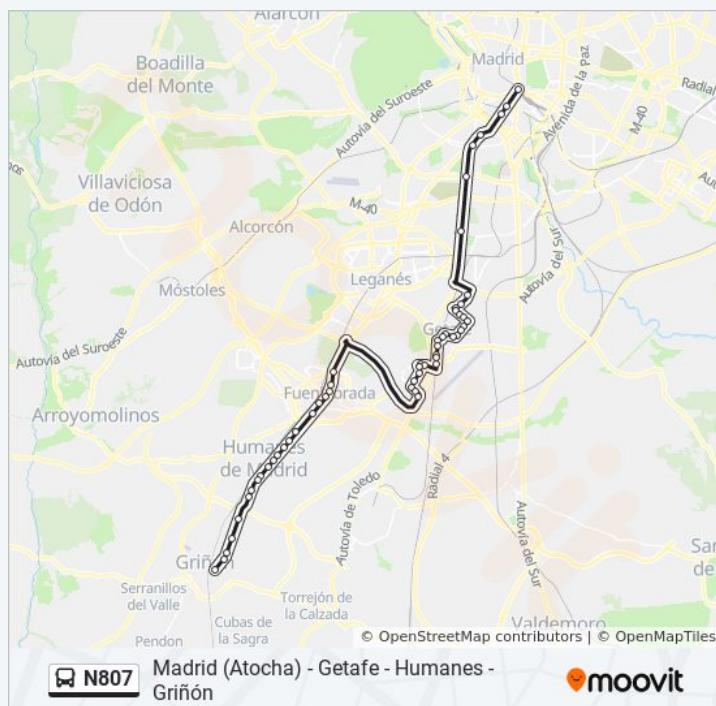 Alarcón
Madrid
Boadilla
del Monte
Autovía del Suroeste
Avenida de la Paz
Radial
M-40
Villaviciosa
de Odón
M-40
Alcorcón
Leganés
Autovía del Sur
Móstoles
Autovía del Suroeste
Fuenlabrada
Arroyomolinos
Humanes
de Madrid
Radial 4
Autovía de Toledo
Autovía del Sur
Griñón
Serranillos
del Valle
Torrejón de
la Calzada
Cubas de
la Sagra
Pendon
Valdemoro
© OpenStreetMap contributors | © OpenMapTiles
N807
Madrid (Atocha) - Getafe - Humanes -
Griñón
moovit